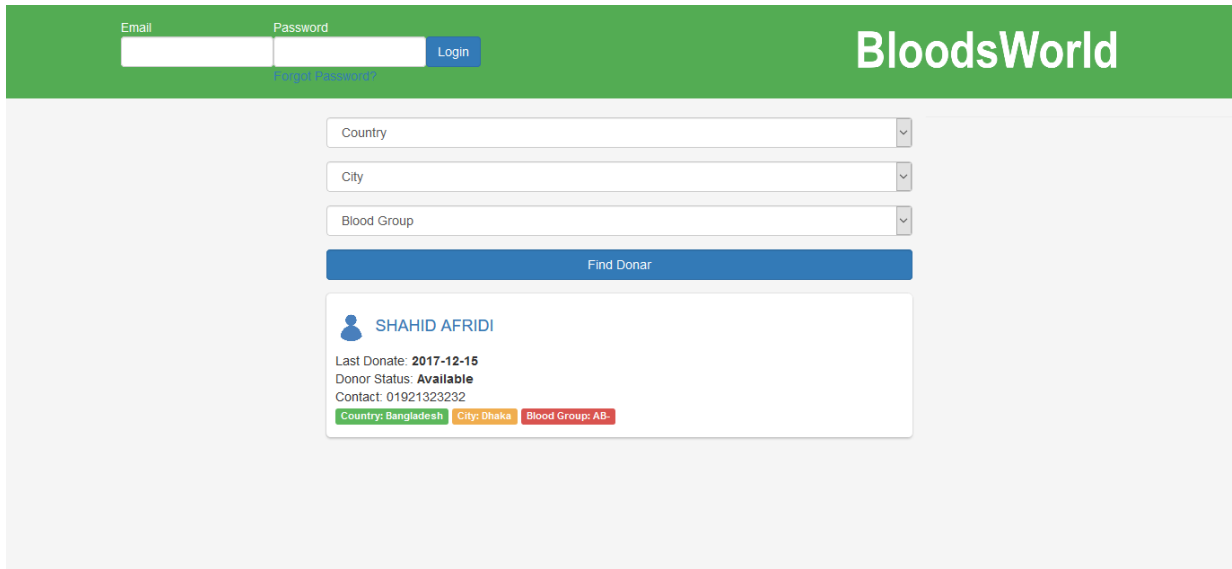 Email Password
Login
Forgot Password?
BloodsWorld
Country
City
Blood Group
Find Donar
SHAHID AFRIDI
Last Donate: 2017-12-15
Donor Status: Available
Contact: 01921323232
Country: Bangladesh City: Dhaka Blood Group: AB-